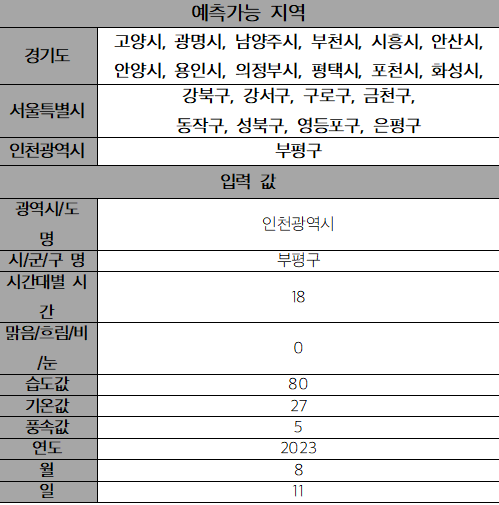 예측가능 지역
경기도
고양시, 광명시, 남양주시, 부천시, 시흥시, 안산시,
안양시, 용인시, 의정부시, 평택시, 포천시, 화성시,
서울특별시
강북구, 강서구, 구로구, 금천구,
동작구, 성북구, 영등포구, 은평구
인천광역시
부평구
입력 값
광역시/도
명
인천광역시
시/군/구 명
부평구
시간대별 시
간
18
맑음/흐림/비
/눈
0
습도값
80
기온값
27
풍속값
5
연도
2023
월
8
일
11